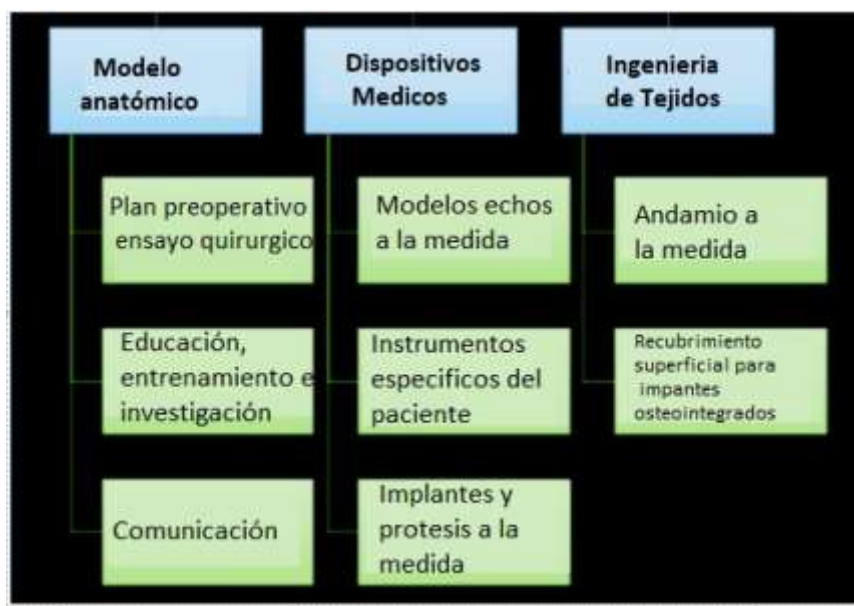 Modelo
anatómico
Dispositivos
Medicos
Ingenieria
de Tejidos
Plan preoperativo
ensayo quirurgico
Modelos echos
a la medida
Andamio a
la medida
Educación,
entrenamiento e
investigación
Instrumentos
especificos del
paciente
Recubrimiento
superficial para
impantes
osteointegrados
Comunicación
Implantes y
protesis a la
medida